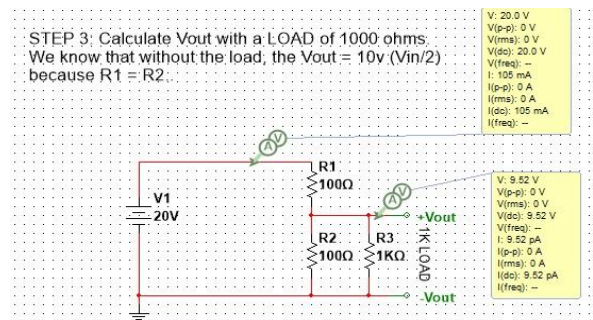 STEP 3: Calculate Vout with a LOAD of 1000 ohms.
We know that without the load, the Vout = 10v (Vin/2)
because R1 = R2.
V: 20.0 V
V(p-p): 0 V
V(rms): 0 V
V(dc): 20.0 V
V(freq): --
I: 105 mA
I(p-p): 0 A
I(rms): 0 A
I(dc): 105 mA
I(freq): --
A V
R1
100Ω
V1
20V
A V
+Vout
R2
100Ω
R3
1KΩ
1K LOAD
-Vout
V: 9.52 V
V(p-p): 0 V
V(rms): 0 V
V(dc): 9.52 V
V(freq): --
I: 9.52 pA
I(p-p): 0 A
I(rms): 0 A
I(dc): 9.52 pA
I(freq): --